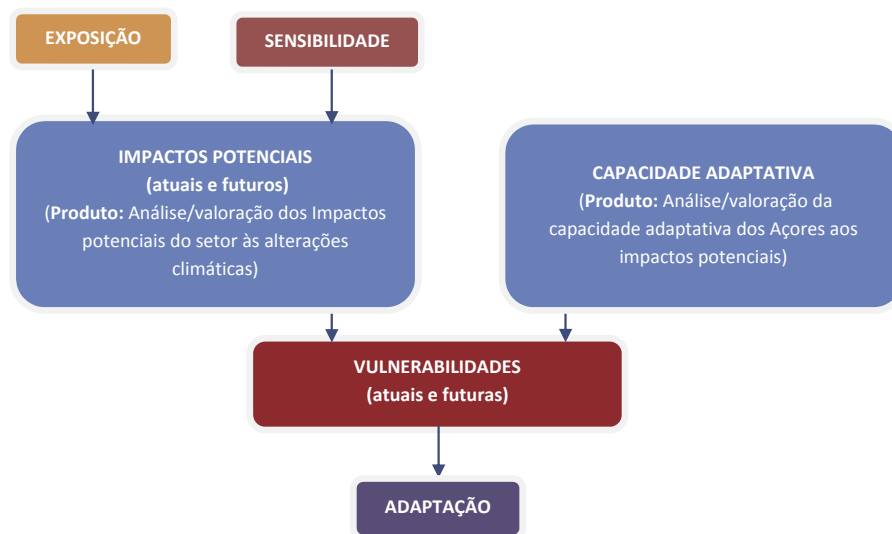 EXPOSIÇÃO
SENSIBILIDADE
IMPACTOS POTENCIAIS
(atuais e futuros)
(Produto: Análise/valoração dos Impactos
potenciais do setor às alterações
climáticas)
CAPACIDADE ADAPTATIVA
(Produto: Análise/valoração da
capacidade adaptativa dos Açores aos
impactos potenciais)
VULNERABILIDADES
(atuais e futuras)
ADAPTAÇÃO